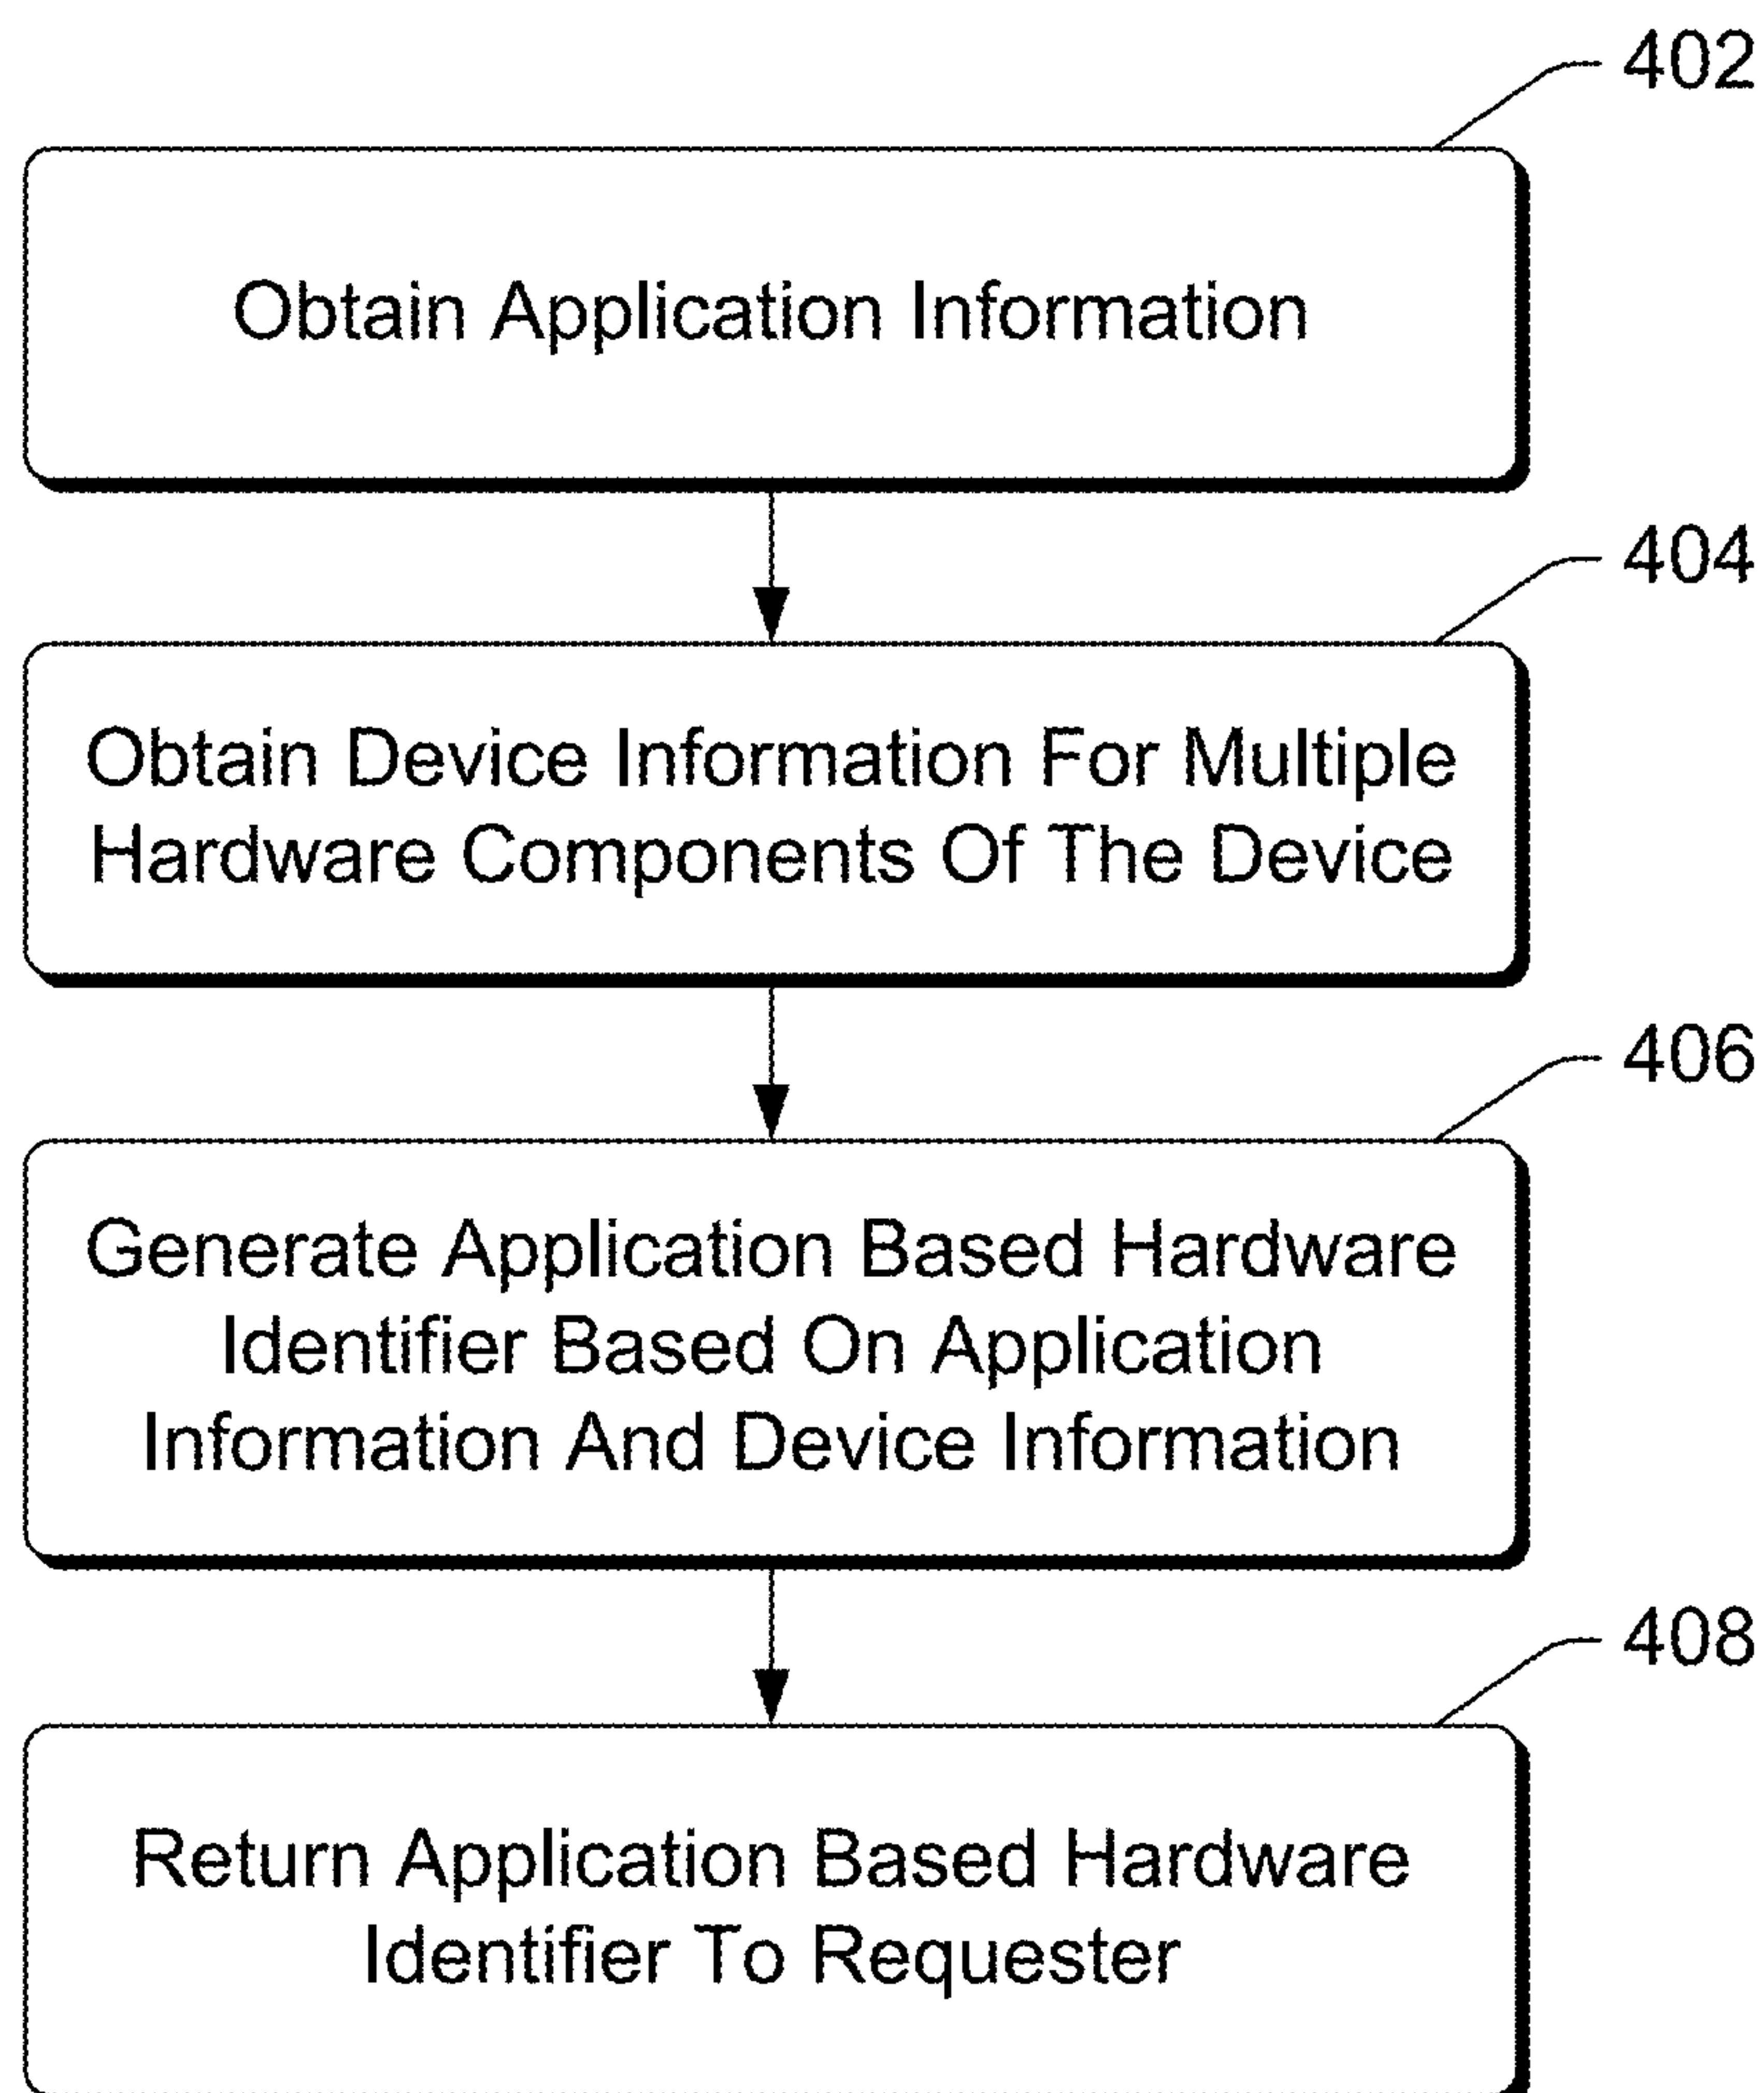 402
Obtain Application Information
404
Obtain Device Information For Multiple
Hardware Components Of The Device
406
Generate Application Based Hardware
Identifier Based On Application
Information And Device Information
408
Return Application Based Hardware
Identifier To Requester